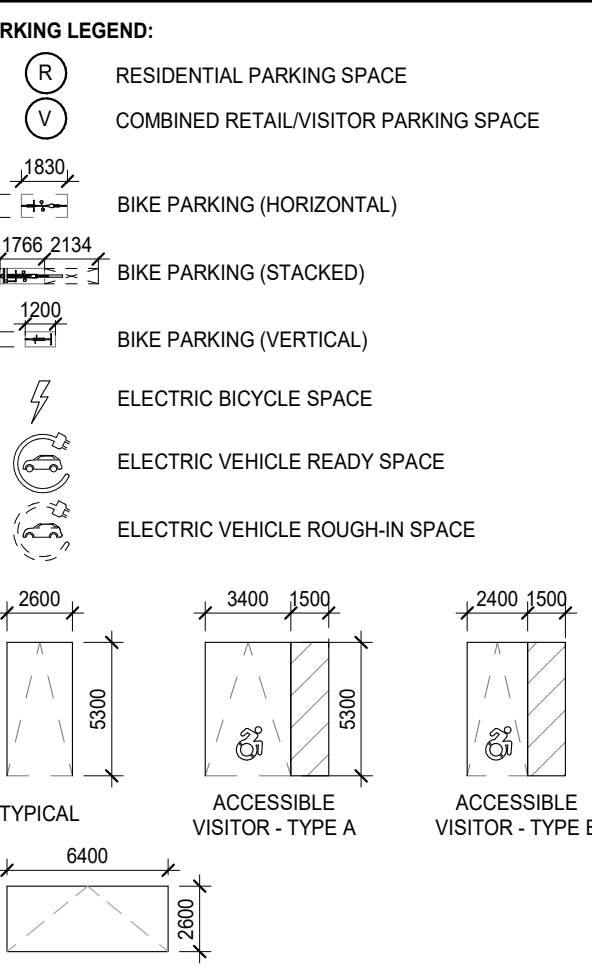 RKING LEGEND:
R RESIDENTIAL PARKING SPACE
V COMBINED RETAIL/VISITOR PARKING SPACE
1830
BIKE PARKING (HORIZONTAL)
1766 2134
BIKE PARKING (STACKED)
1200
BIKE PARKING (VERTICAL)
ELECTRIC BICYCLE SPACE
ELECTRIC VEHICLE READY SPACE
ELECTRIC VEHICLE ROUGH-IN SPACE
2600 3400 1500 2400 1500
5300 5300
TYPICAL
ACCESSIBLE
VISITOR - TYPE A
ACCESSIBLE
VISITOR - TYPE
6400
2600